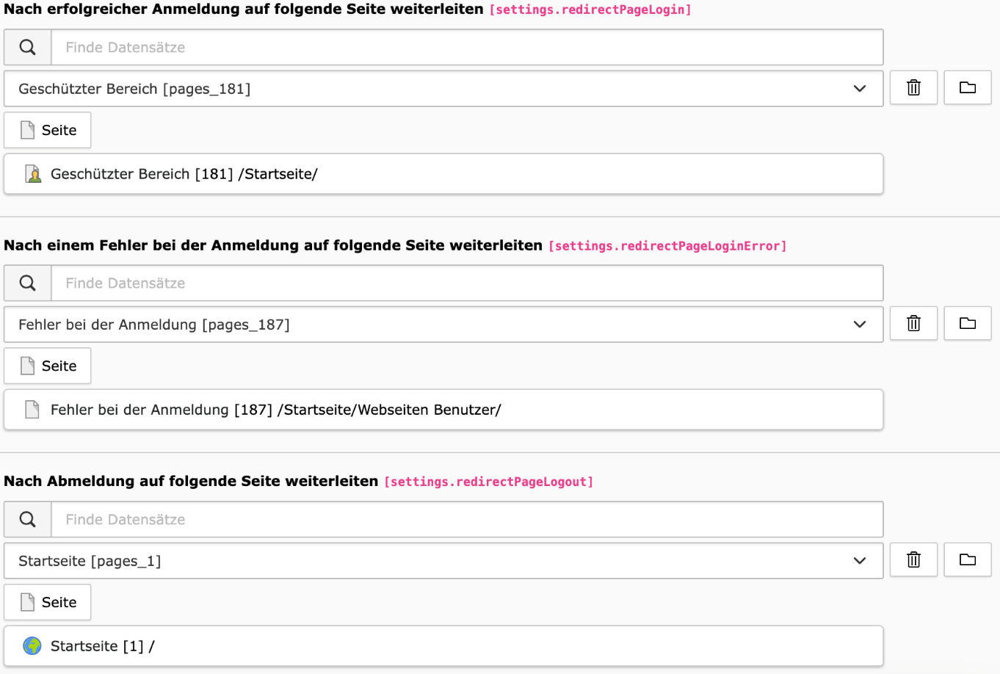 Nach erfolgreicher Anmeldung auf folgende Seite weiterleiten [settings.redirectPageLogin]
Finde Datensätze
Geschützter Bereich [pages_181]
Seite
Geschützter Bereich [181] /Startseite/
Nach einem Fehler bei der Anmeldung auf folgende Seite weiterleiten [settings.redirectPageLoginError]
Finde Datensätze
Fehler bei der Anmeldung [pages_187]
Seite
Fehler bei der Anmeldung [187] /Startseite/Webseiten Benutzer/
Nach Abmeldung auf folgende Seite weiterleiten [settings.redirectPageLogout]
Finde Datensätze
Startseite [pages_1]
Seite
Startseite [1] /